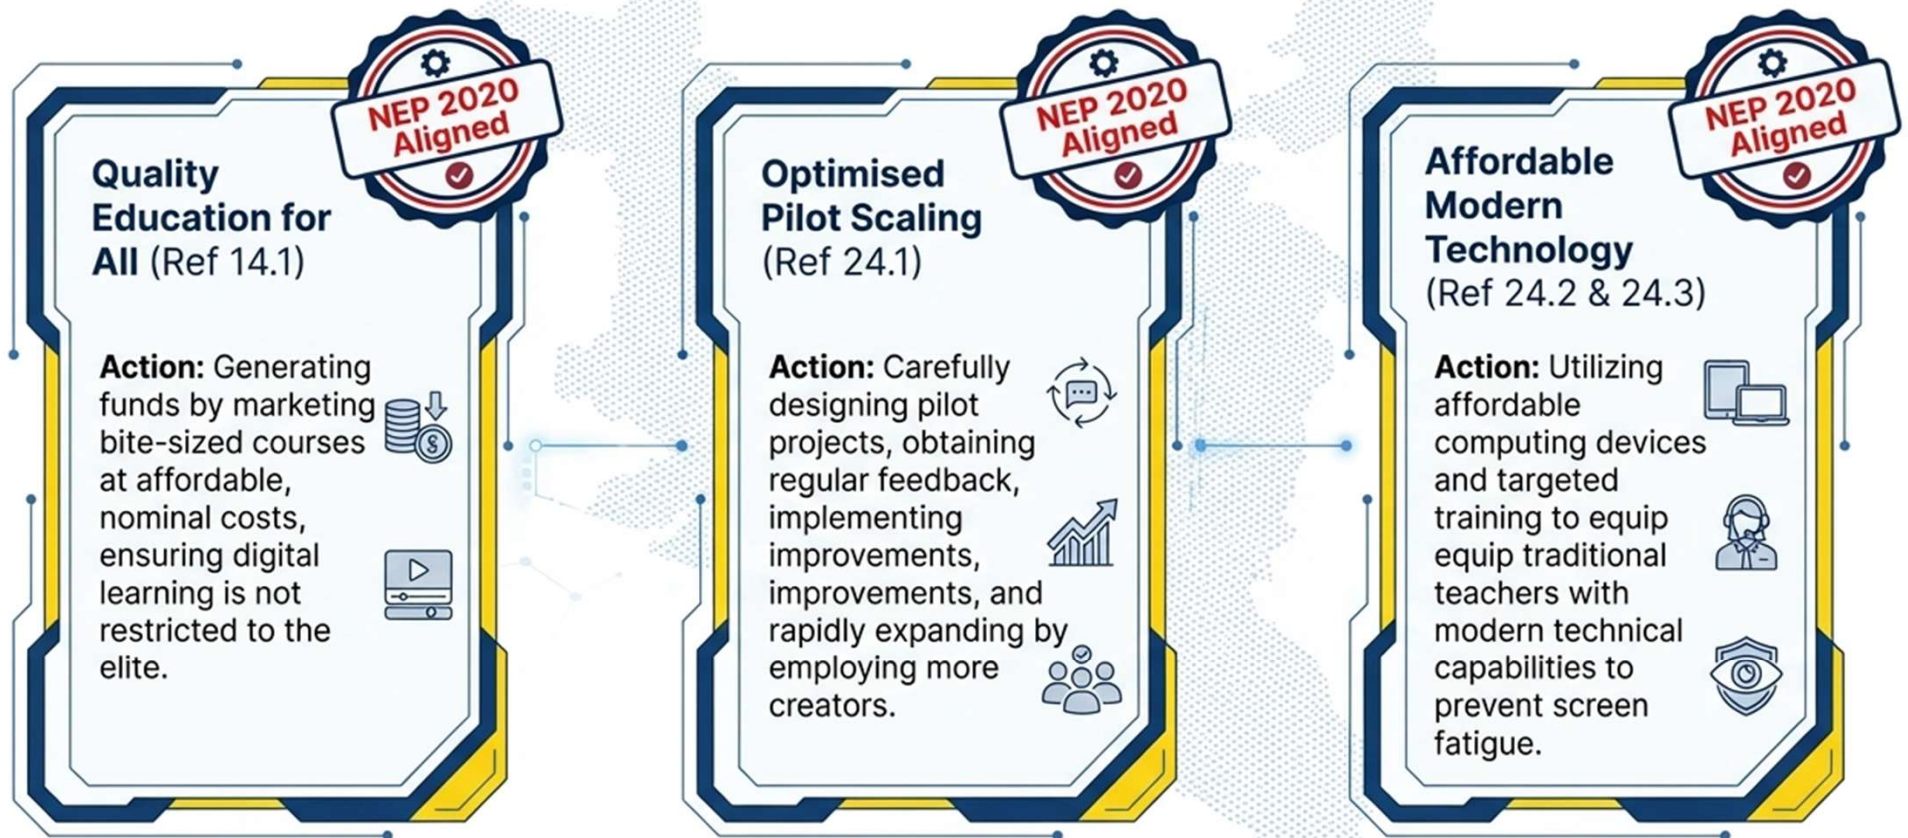 NEP 2020
Aligned
Quality
Education for
All (Ref 14.1)
Action: Generating
funds by marketing
bite-sized courses
at affordable,
nominal costs,
ensuring digital
learning is not
restricted to the
elite.
NEP 2020
Aligned
Optimised
Pilot Scaling
(Ref 24.1)
Action: Carefully
designing pilot
projects, obtaining
regular feedback,
implementing
improvements,
improvements, and
rapidly expanding by
employing more
creators.
NEP 2020
Aligned
Affordable
Modern
Technology
(Ref 24.2 & 24.3)
Action: Utilizing
affordable
computing devices
and targeted
training to equip
equip traditional
teachers with
modern technical
capabilities to
prevent screen
fatigue.